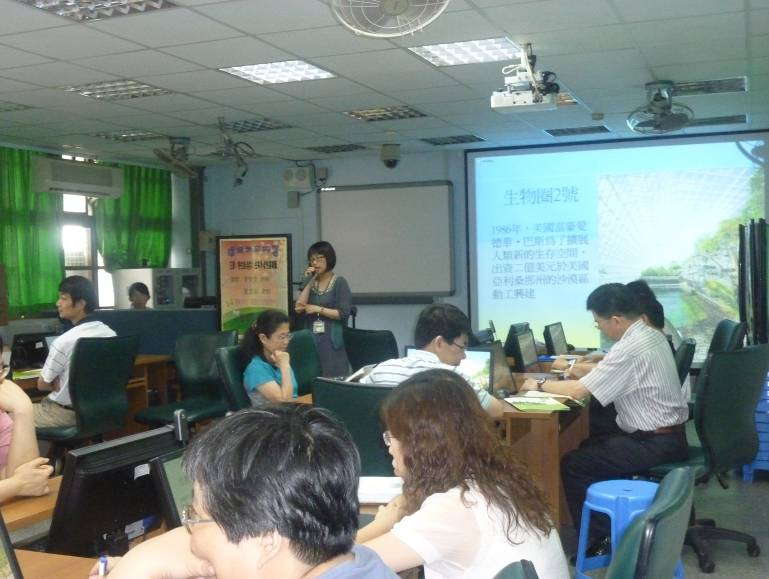 生物圈2號
1986年，美國富豪愛
德華·巴斯為了擴展
人類新的生存空間，
出資二億美元於美國
亞利桑那州的沙漠區
動工興建